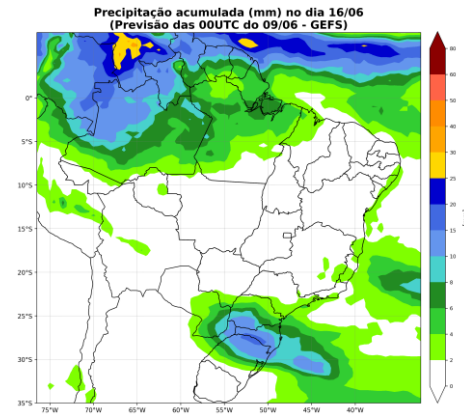 Precipitação acumulada (mm) no dia 16/06
(Previsão das 00UTC do 09/06 - GEFS)
0°
5°S
10°S
15°S
20°S
25°S
30°S
35°S
75°W
70°W
65°W
60°W
55°W
50°W
45°W
40°W
80
60
50
40
30
25
20
15
10
8
6
4
2
0